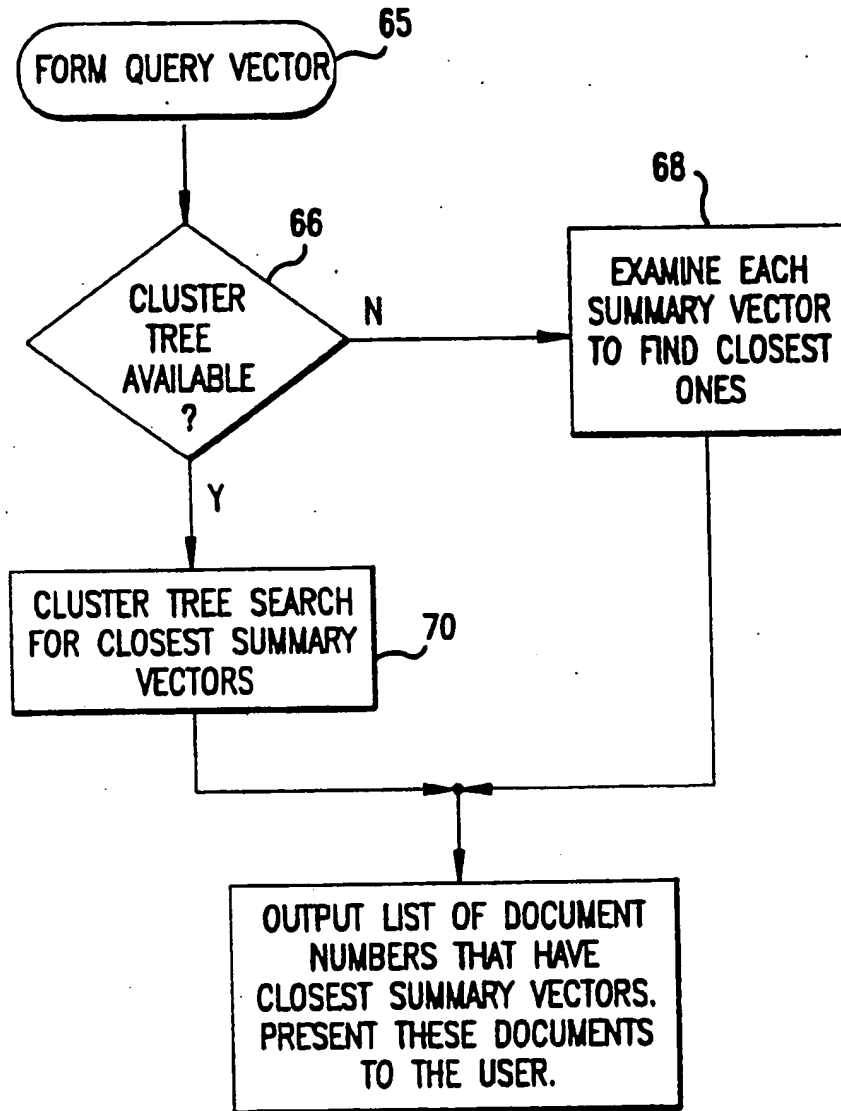 65
FORM QUERY VECTOR
66
CLUSTER
TREE
AVAILABLE
?
N
Y
68
EXAMINE EACH
SUMMARY VECTOR
TO FIND CLOSEST
ONES
CLUSTER TREE SEARCH
FOR CLOSEST SUMMARY
VECTORS
70
OUTPUT LIST OF DOCUMENT
NUMBERS THAT HAVE
CLOSEST SUMMARY VECTORS.
PRESENT THESE DOCUMENTS
TO THE USER.